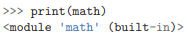 >>> print(math)
<module 'math' (built-in)>